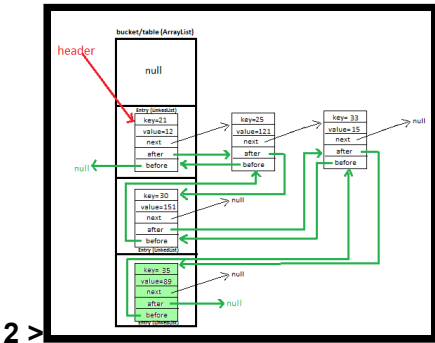 bucket/table (ArrayList)
header
null
Entry (LinkedList)
key=21
value=12
next
after
before
null
key=25
value=121
next
after
before
key= 33
value=15
next
after
before
null
key=30
value=151
next
after
before
Entry (LinkedList)
null
key= 35
value=89
next
after
before
Entry (LinkedList)
null
null
2 >